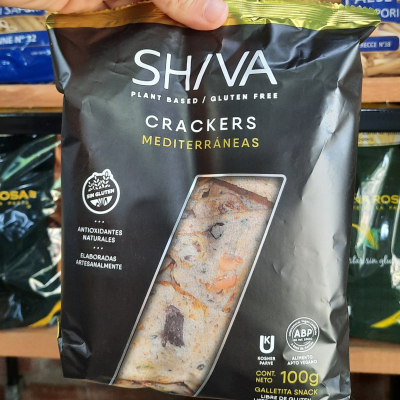 SHIVA
PLANT BASED / GLUTEN FREE
CRACKERS
MEDITERRÁNEAS
SIN GLUTEN
ANTIOXIDANTES
NATURALES
ELABORADAS
ARTESANALMENTE
KOSHER
PARVE
ABP
ALIMENTO
APTO VEGANO
CONT.
NETO 100g
GALLETITA SNACK
LIBRE DE GLUTEN
ROSA